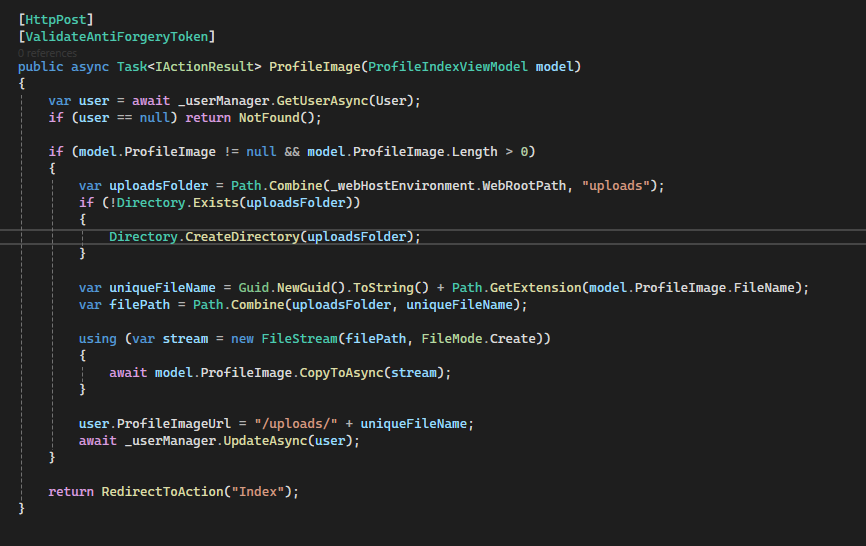 [HttpPost]
[ValidateAntiForgeryToken]
0 references
public async Task<IActionResult> ProfileImage(ProfileIndexViewModel model)
{
    var user = await _userManager.GetUserAsync(User);
    if (user == null) return NotFound();

    if (model.ProfileImage != null && model.ProfileImage.Length > 0)
    {
        var uploadsFolder = Path.Combine(_webHostEnvironment.WebRootPath, "uploads");
        if (!Directory.Exists(uploadsFolder))
        {
            Directory.CreateDirectory(uploadsFolder);
        }

        var uniqueFileName = Guid.NewGuid().ToString() + Path.GetExtension(model.ProfileImage.FileName);
        var filePath = Path.Combine(uploadsFolder, uniqueFileName);

        using (var stream = new FileStream(filePath, FileMode.Create))
        {
            await model.ProfileImage.CopyToAsync(stream);
        }

        user.ProfileImageUrl = "/uploads/" + uniqueFileName;
        await _userManager.UpdateAsync(user);
    }

    return RedirectToAction("Index");
}